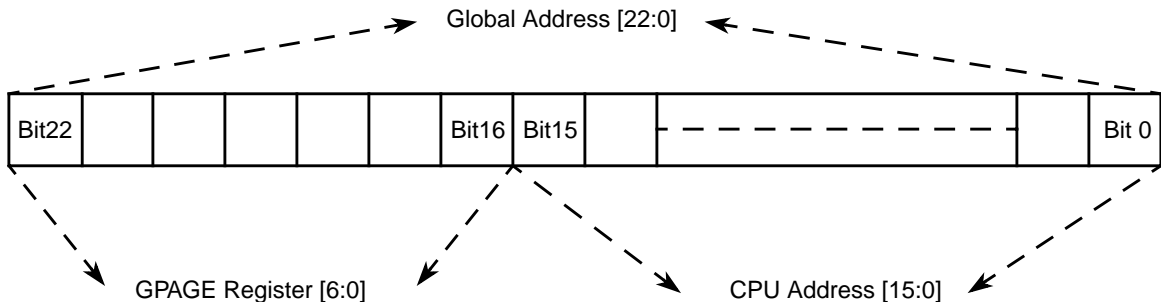 Global Address [22:0]
Bit22 Bit16 Bit15 Bit 0
GPAGE Register [6:0] CPU Address [15:0]